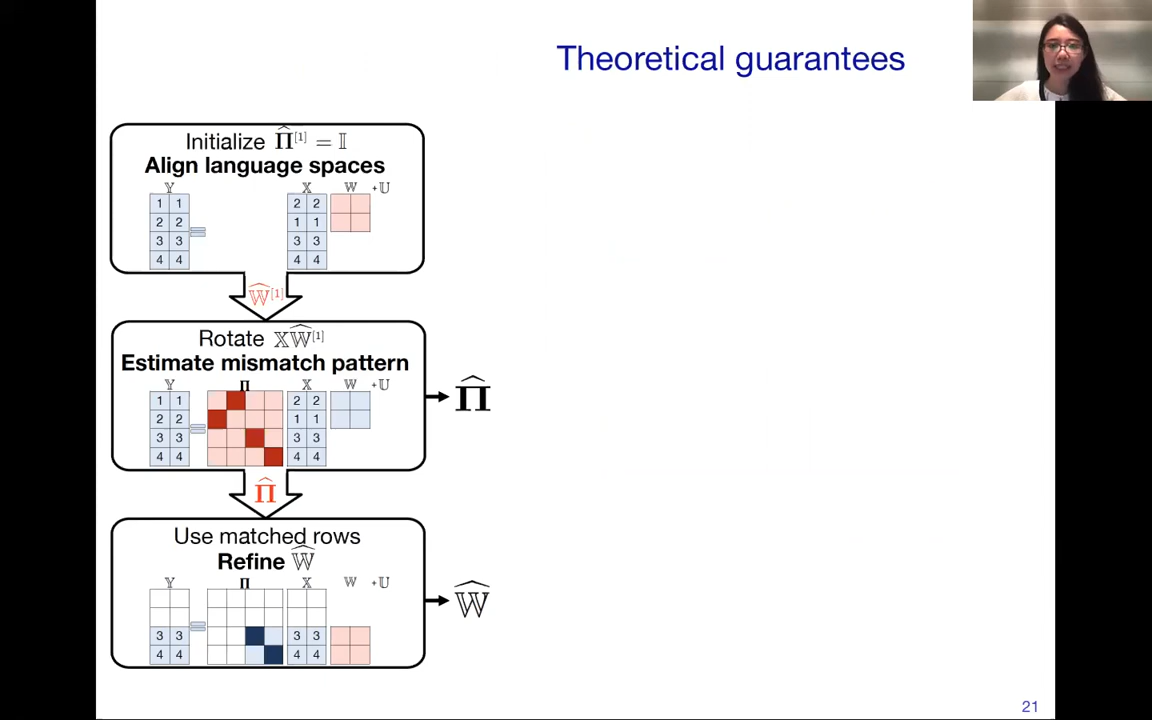 Theoretical guarantees
Initialize Π̂[1] = 𝕀
Align language spaces
𝕐 𝕏 𝕎 +𝕌
1 1 2 2
2 2 = 1 1
3 3 3 3
4 4 4 4
𝕎̂[1]
Rotate 𝕏𝕎̂[1]
Estimate mismatch pattern
𝕐 Π 𝕏 𝕎 +𝕌
1 1 2 2
2 2 = 1 1
3 3 3 3
4 4 4 4
Π̂
Π̂
Use matched rows
Refine 𝕎̂
𝕐 Π 𝕏 𝕎 +𝕌
=
3 3 3 3
4 4 4 4
𝕎̂
21